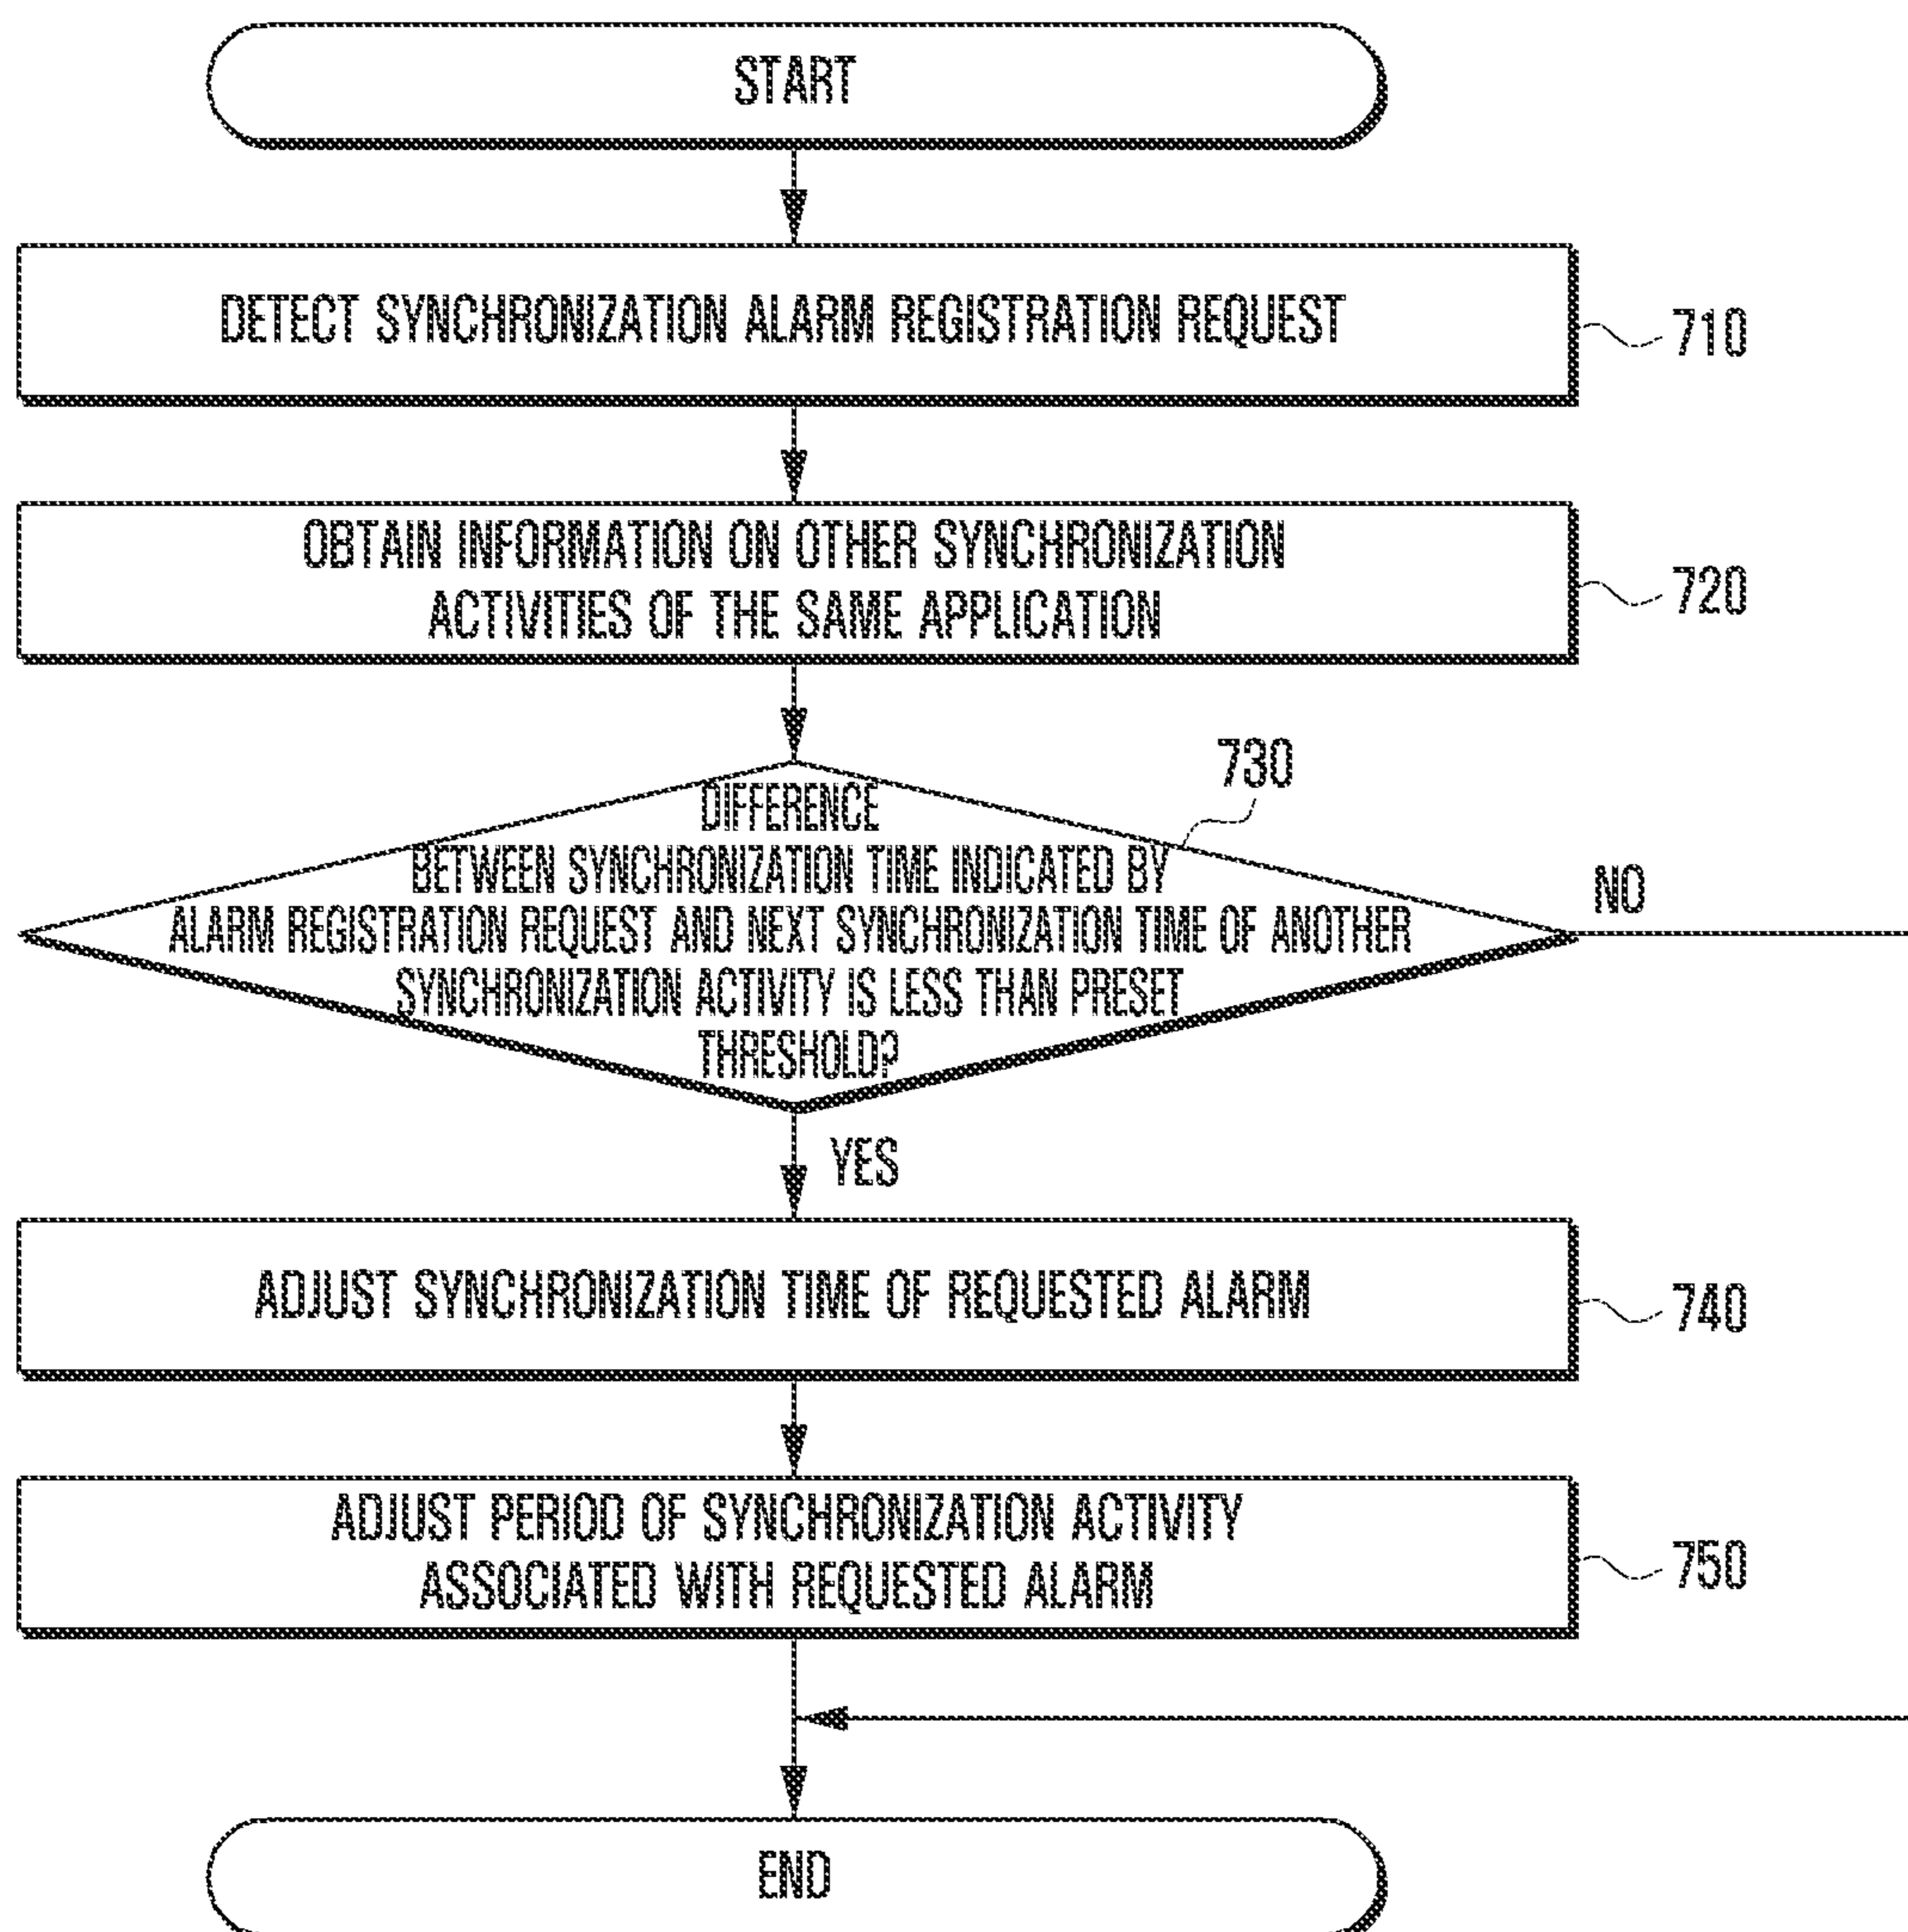 START
DETECT SYNCHRONIZATION ALARM REGISTRATION REQUEST
710
OBTAIN INFORMATION ON OTHER SYNCHRONIZATION
ACTIVITIES OF THE SAME APPLICATION
720
730
DIFFERENCE
BETWEEN SYNCHRONIZATION TIME INDICATED BY
ALARM REGISTRATION REQUEST AND NEXT SYNCHRONIZATION TIME OF ANOTHER
SYNCHRONIZATION ACTIVITY IS LESS THAN PRESET
THRESHOLD?
NO
YES
ADJUST SYNCHRONIZATION TIME OF REQUESTED ALARM
740
ADJUST PERIOD OF SYNCHRONIZATION ACTIVITY
ASSOCIATED WITH REQUESTED ALARM
750
END